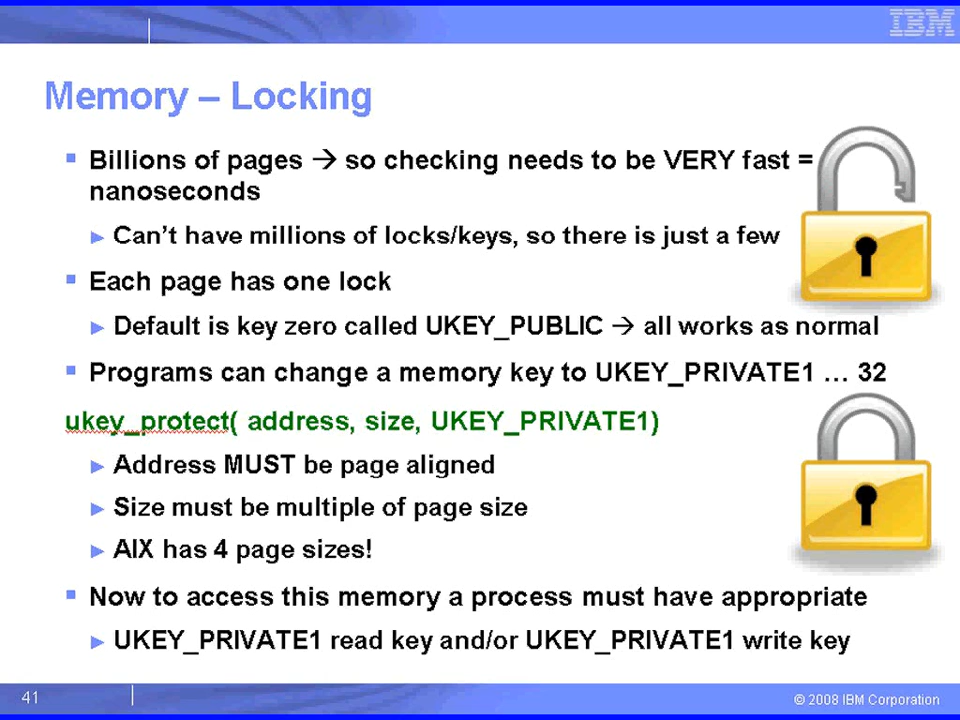 IBM
Memory – Locking
▪ Billions of pages → so checking needs to be VERY fast =
nanoseconds
► Can't have millions of locks/keys, so there is just a few
▪ Each page has one lock
► Default is key zero called UKEY_PUBLIC → all works as normal
▪ Programs can change a memory key to UKEY_PRIVATE1 … 32
ukey_protect( address, size, UKEY_PRIVATE1)
► Address MUST be page aligned
► Size must be multiple of page size
► AIX has 4 page sizes!
▪ Now to access this memory a process must have appropriate
► UKEY_PRIVATE1 read key and/or UKEY_PRIVATE1 write key
41
© 2008 IBM Corporation